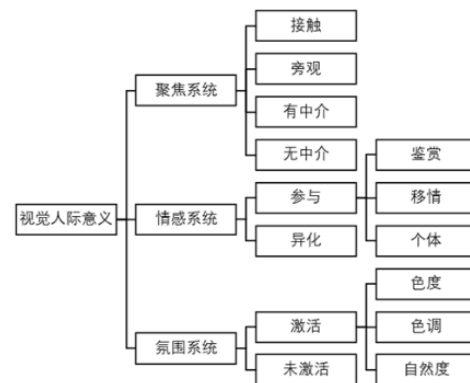 接触
聚焦系统
旁观
有中介
无中介
鉴赏
视觉人际意义
情感系统
参与
移情
异化
个体
色度
氛围系统
激活
色调
未激活
自然度